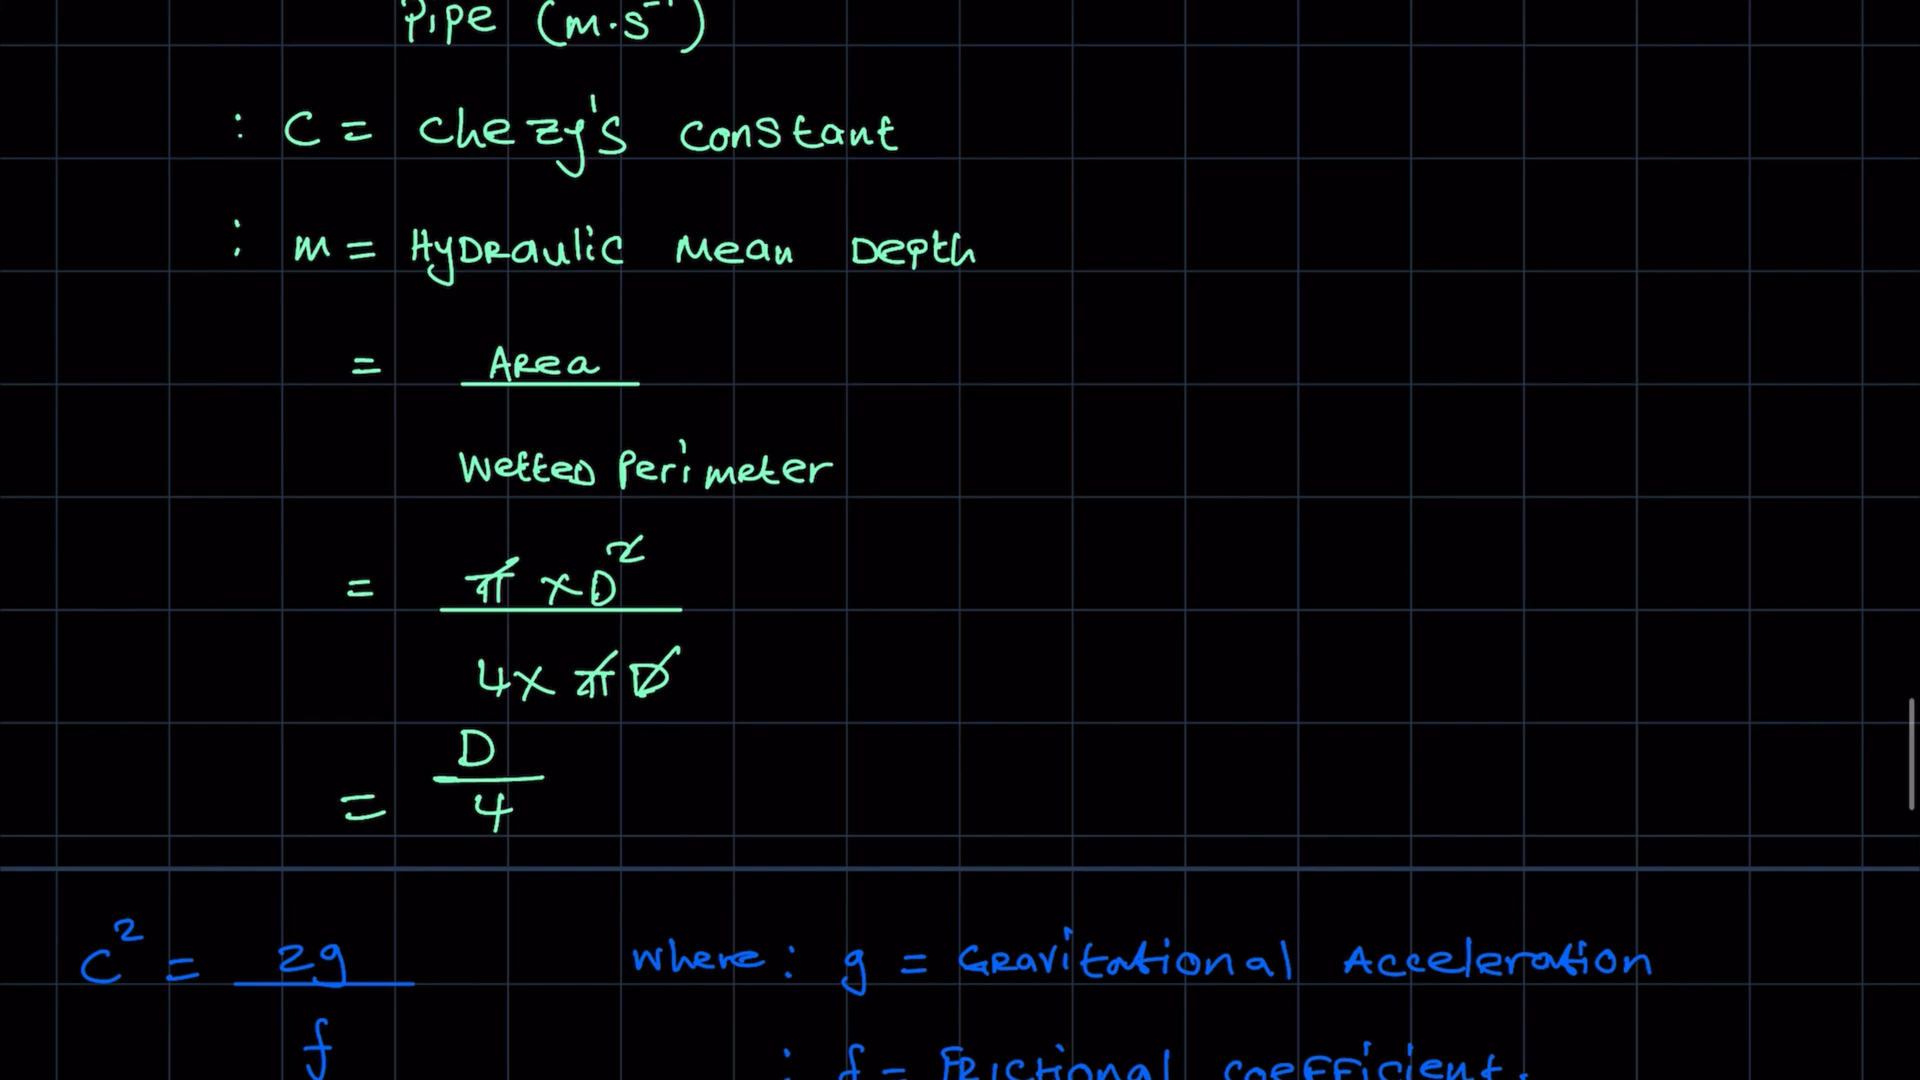 Pipe (m·s⁻¹)
: C = Chezy's constant
: m = Hydraulic Mean Depth
= Area
Wetted Perimeter
= π × D²
4 × π D
= D
4
C² = 2g where: g = Gravitational Acceleration
f : f = Frictional coefficient.